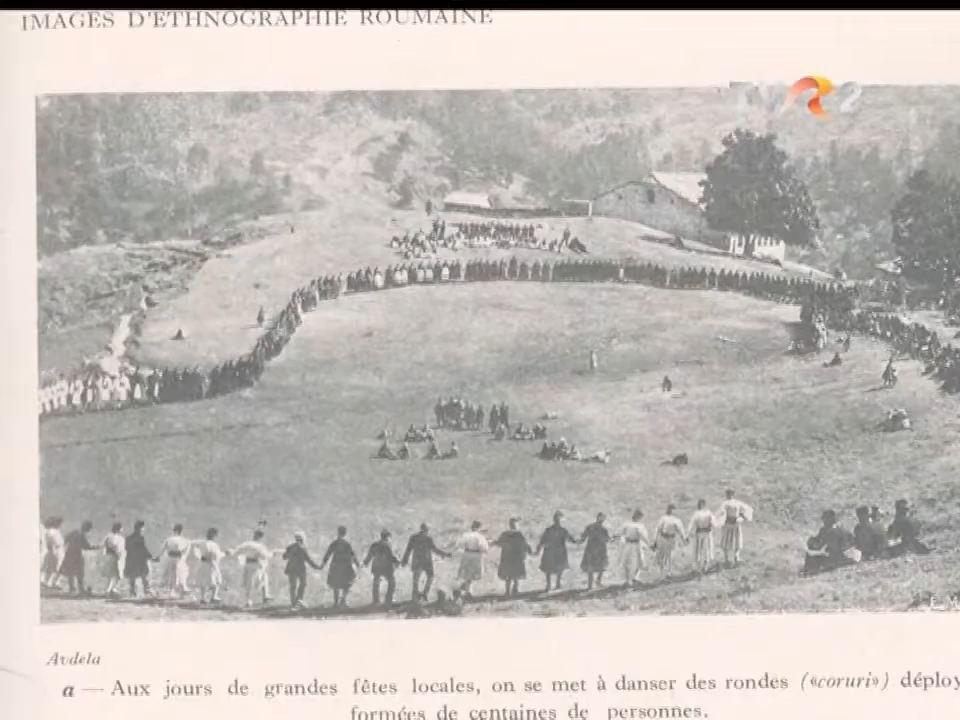 IMAGES D'ETHNOGRAPHIE ROUMAINE
TVR2
Avdela
a — Aux jours de grandes fêtes locales, on se met à danser des rondes («coruri») déploy
formées de centaines de personnes.